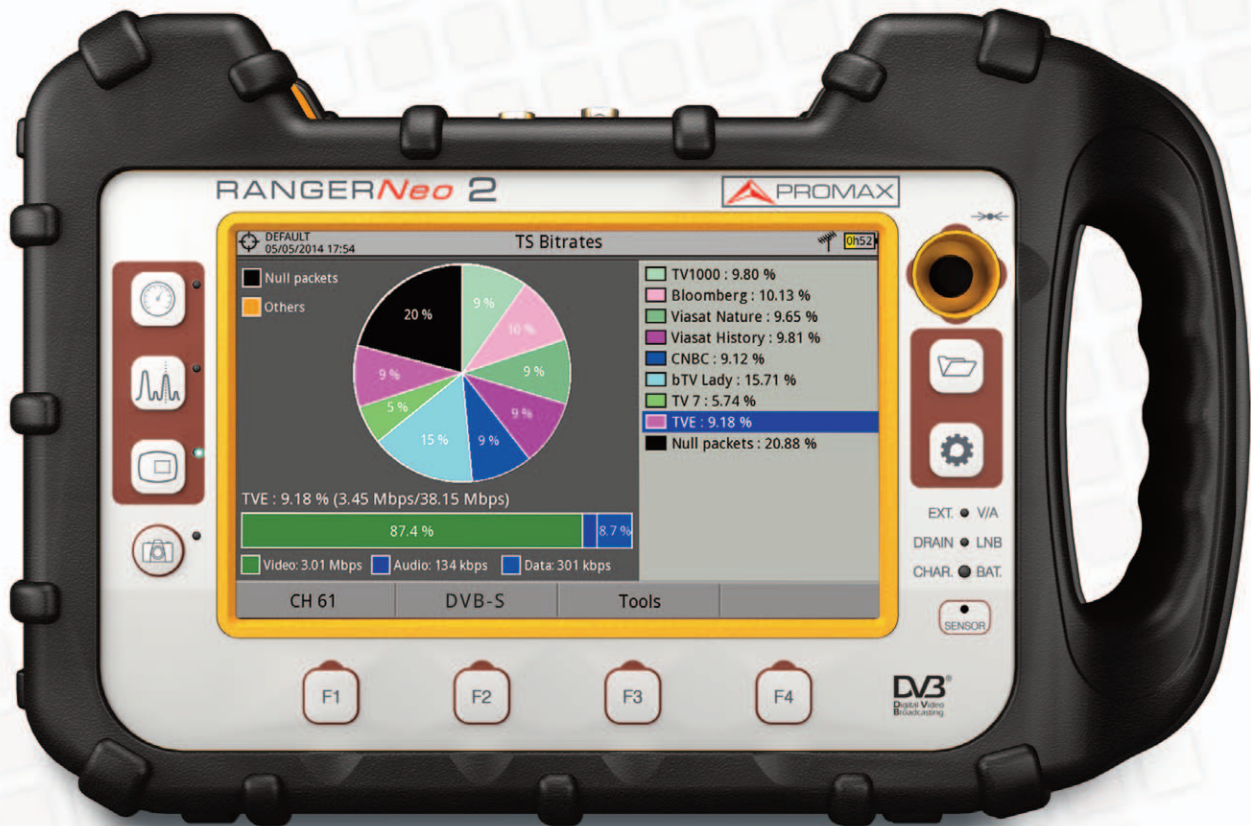 RANGERNeo 2
PROMAX
DEFAULT
05/05/2014 17:54
TS Bitrates
0h52
Null packets
Others
20 %
9 %
10 %
9 %
9 %
9 %
15 %
5 %
9 %
TV1000 : 9.80 %
Bloomberg : 10.13 %
Viasat Nature : 9.65 %
Viasat History : 9.81 %
CNBC : 9.12 %
bTV Lady : 15.71 %
TV 7 : 5.74 %
TVE : 9.18 %
Null packets : 20.88 %
TVE : 9.18 % (3.45 Mbps/38.15 Mbps)
87.4 %
8.7 %
Video: 3.01 Mbps
Audio: 134 kbps
Data: 301 kbps
CH 61
DVB-S
Tools
EXT. V/A
DRAIN LNB
CHAR. BAT.
SENSOR
F1
F2
F3
F4
DVB®
Digital Video
Broadcasting